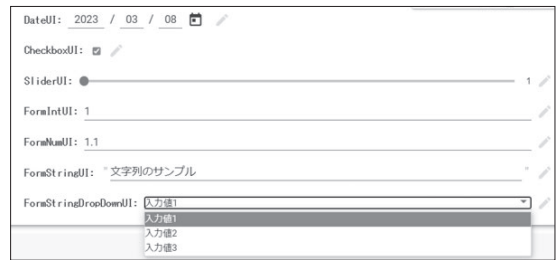 DateUI: 2023 / 03 / 08
CheckboxUI:
SliderUI: 1
FormIntUI: 1
FormNumUI: 1.1
FormStringUI: "文字列のサンプル"
FormStringDropDownUI: 入力値1
入力値1
入力値2
入力値3